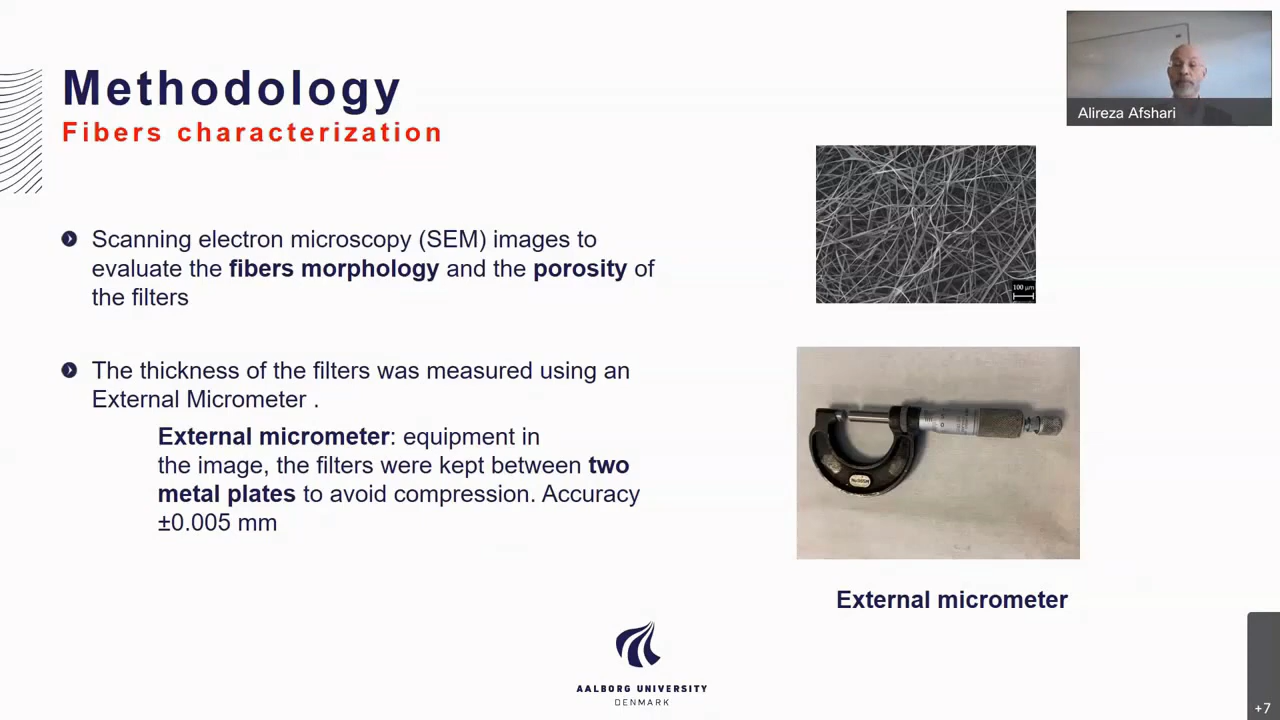 Methodology
Fibers characterization
Alireza Afshari
Scanning electron microscopy (SEM) images to
evaluate the fibers morphology and the porosity of
the filters
100 µm
The thickness of the filters was measured using an
External Micrometer .
External micrometer: equipment in
the image, the filters were kept between two
metal plates to avoid compression. Accuracy
±0.005 mm
External micrometer
AALBORG UNIVERSITY
DENMARK
+7